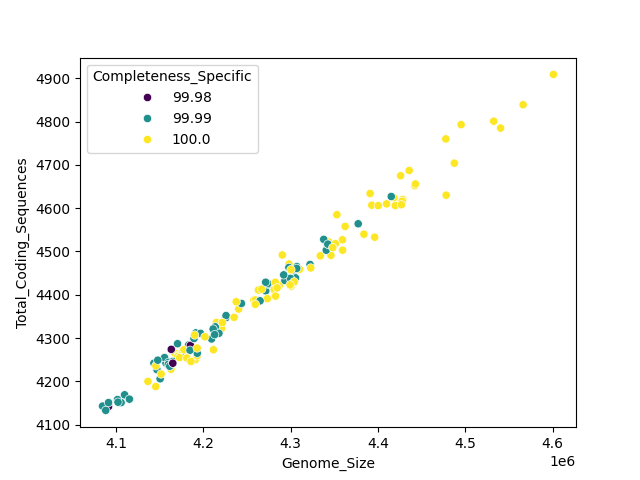 Completeness_Specific
99.98
99.99
100.0
4900
4800
4700
4600
4500
4400
4300
4200
4100
Total_Coding_Sequences
4.1 4.2 4.3 4.4 4.5 4.6
1e6
Genome_Size